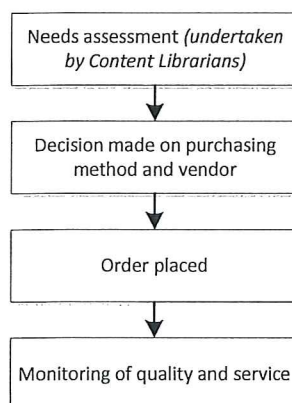 Needs assessment (undertaken
by Content Librarians)
Decision made on purchasing
method and vendor
Order placed
Monitoring of quality and service